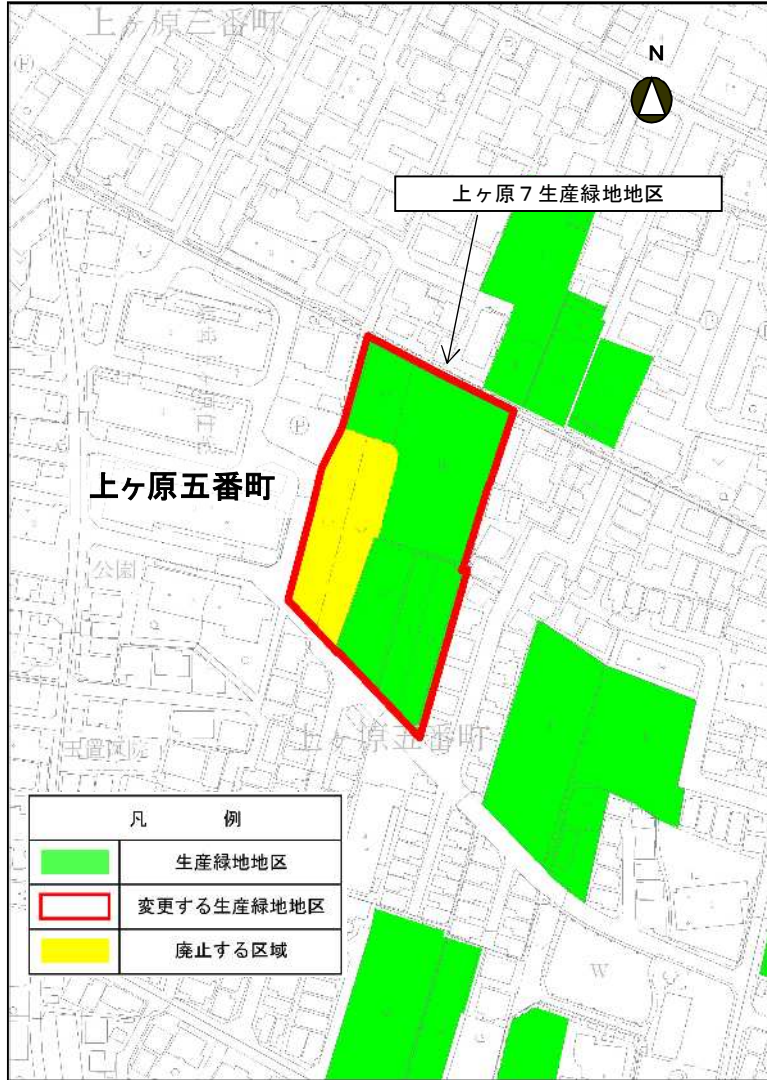 上ヶ原三番町
N
上ヶ原7生産緑地地区
P
上ヶ原五番町
公園
上ヶ原五番町
凡 例
生産緑地地区
変更する生産緑地地区
廃止する区域
W